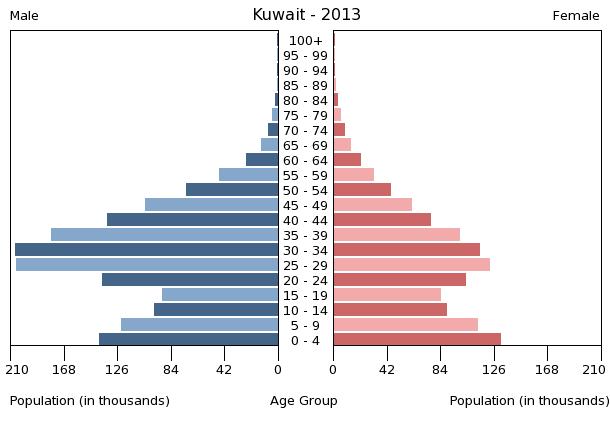 Kuwait - 2013
Male
Female
100+
95 - 99
90 - 94
85 - 89
80 - 84
75 - 79
70 - 74
65 - 69
60 - 64
55 - 59
50 - 54
45 - 49
40 - 44
35 - 39
30 - 34
25 - 29
20 - 24
15 - 19
10 - 14
5 - 9
0 - 4
210 168 126 84 42 0 0 42 84 126 168 210
Population (in thousands) Age Group Population (in thousands)